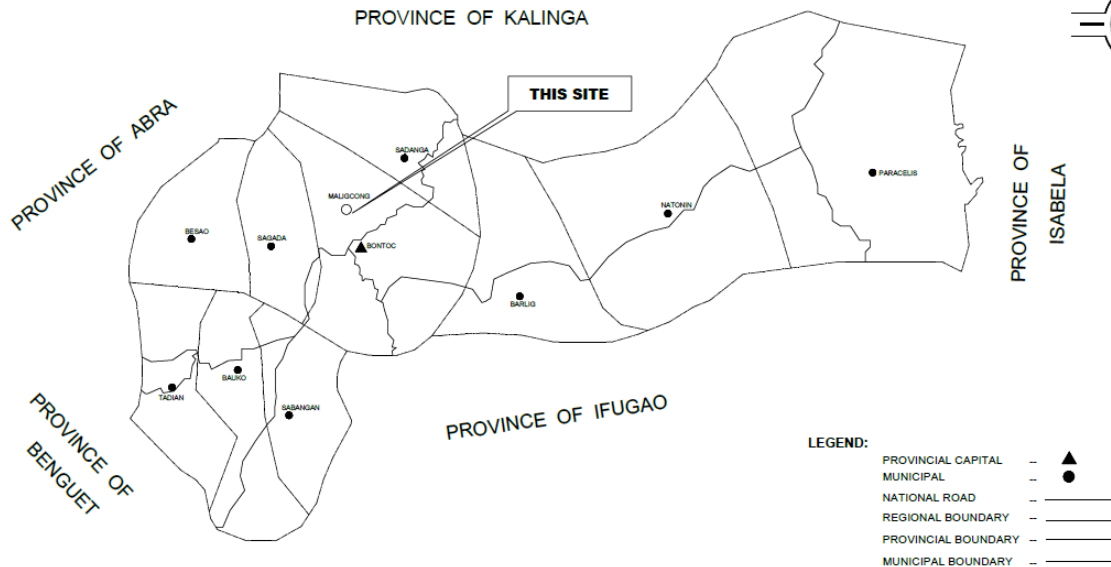 PROVINCE OF KALINGA
THIS SITE
PROVINCE OF ABRA
SADANGA
MALIGCONG
PARACELIS
NATONIN
BESAO
SAGADA
BONTOC
BARLIG
PROVINCE OF
ISABELA
BAUKO
TADIAN
SABANGAN
PROVINCE OF IFUGAO
PROVINCE OF
BENGUET
LEGEND:
PROVINCIAL CAPITAL --
MUNICIPAL --
NATIONAL ROAD --
REGIONAL BOUNDARY --
PROVINCIAL BOUNDARY --
MUNICIPAL BOUNDARY --